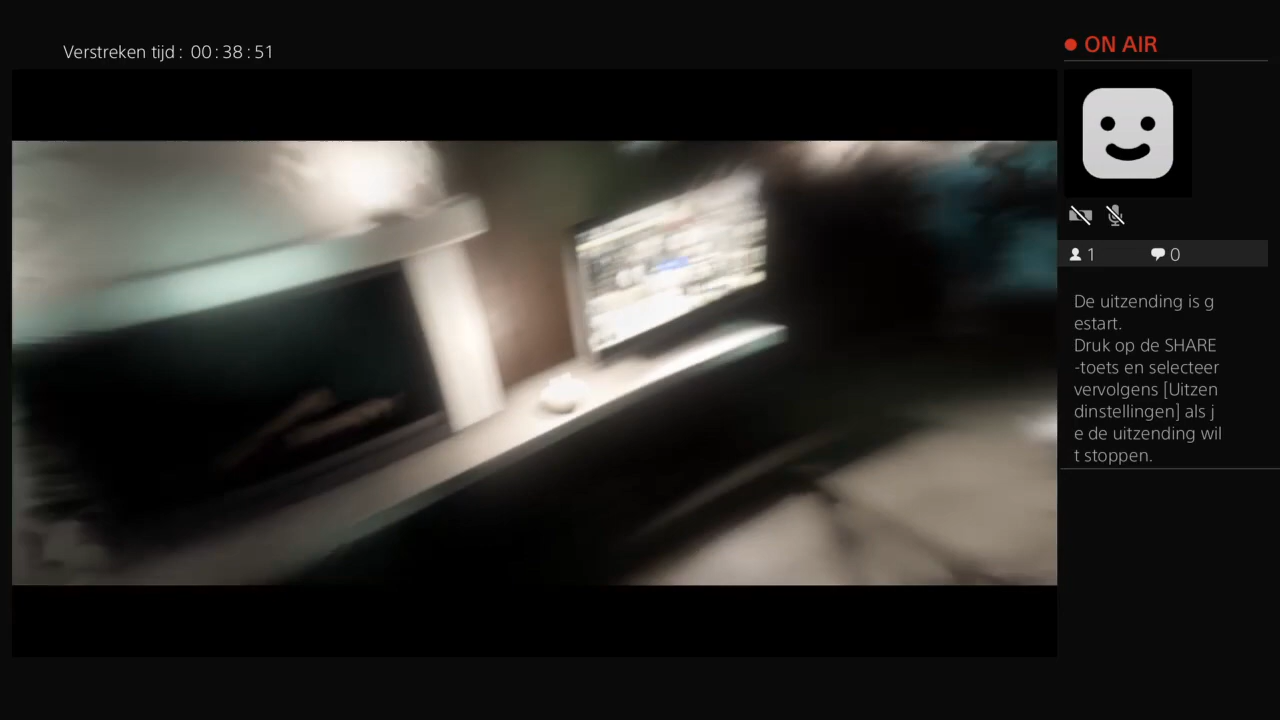 Verstreken tijd : 00 : 38 : 51
ON AIR
1
0
De uitzending is g
estart.
Druk op de SHARE
-toets en selecteer
vervolgens [Uitzen
dinstellingen] als j
e de uitzending wil
t stoppen.